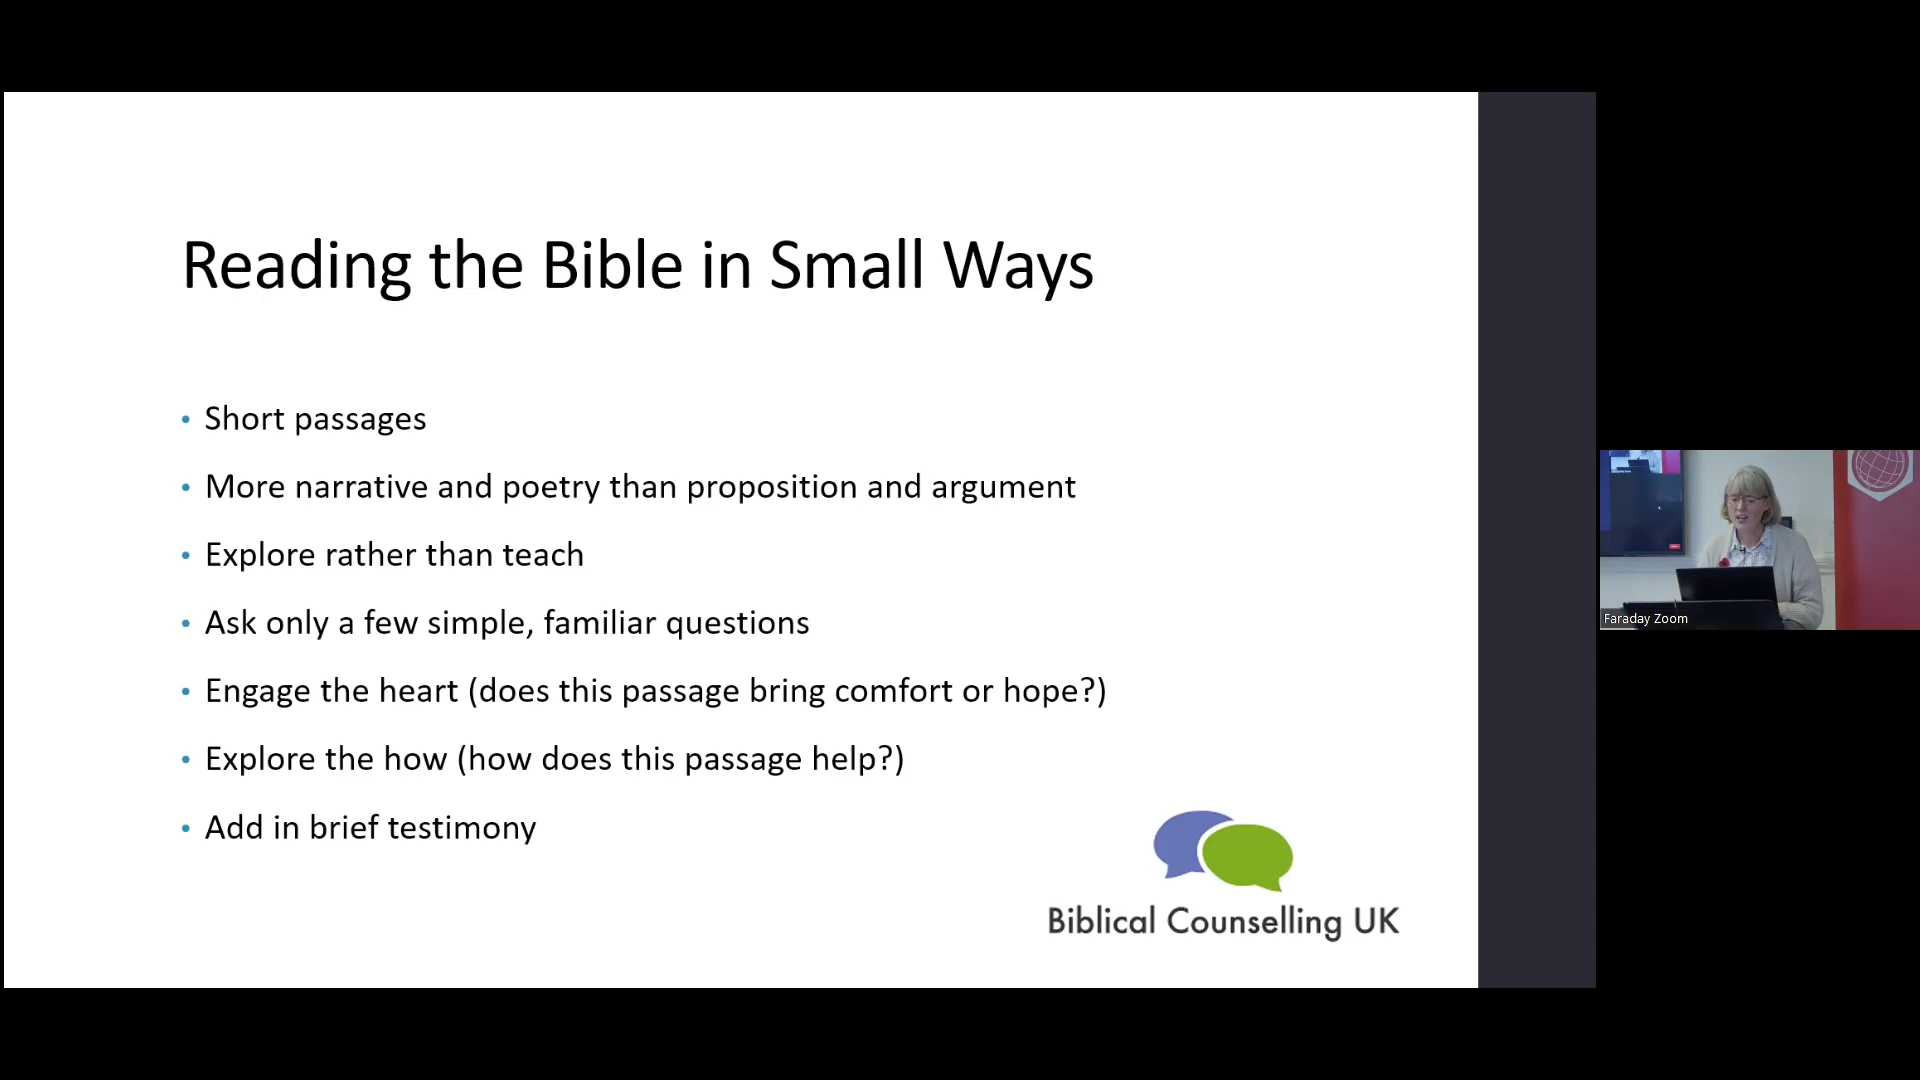 Reading the Bible in Small Ways
• Short passages
• More narrative and poetry than proposition and argument
• Explore rather than teach
• Ask only a few simple, familiar questions
• Engage the heart (does this passage bring comfort or hope?)
• Explore the how (how does this passage help?)
• Add in brief testimony
Biblical Counselling UK
Faraday Zoom